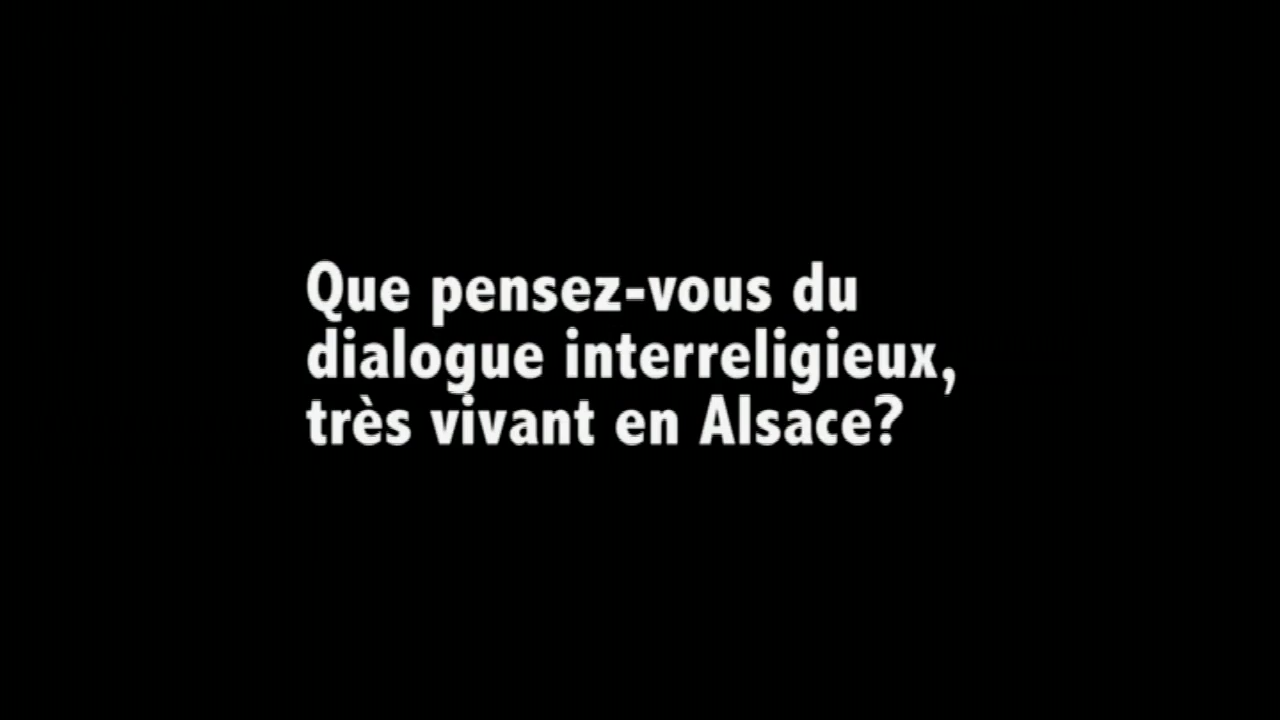 Que pensez-vous du
dialogue interreligieux,
très vivant en Alsace?